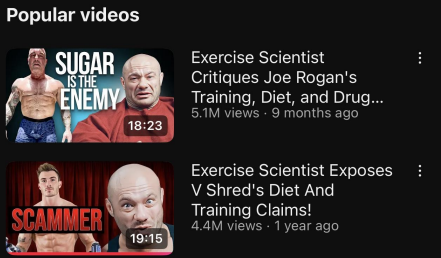 Popular videos
SUGAR
IS THE
ENEMY
18:23
Exercise Scientist
Critiques Joe Rogan's
Training, Diet, and Drug...
5.1M views · 9 months ago
SCAMMER
19:15
Exercise Scientist Exposes
V Shred's Diet And
Training Claims!
4.4M views · 1 year ago